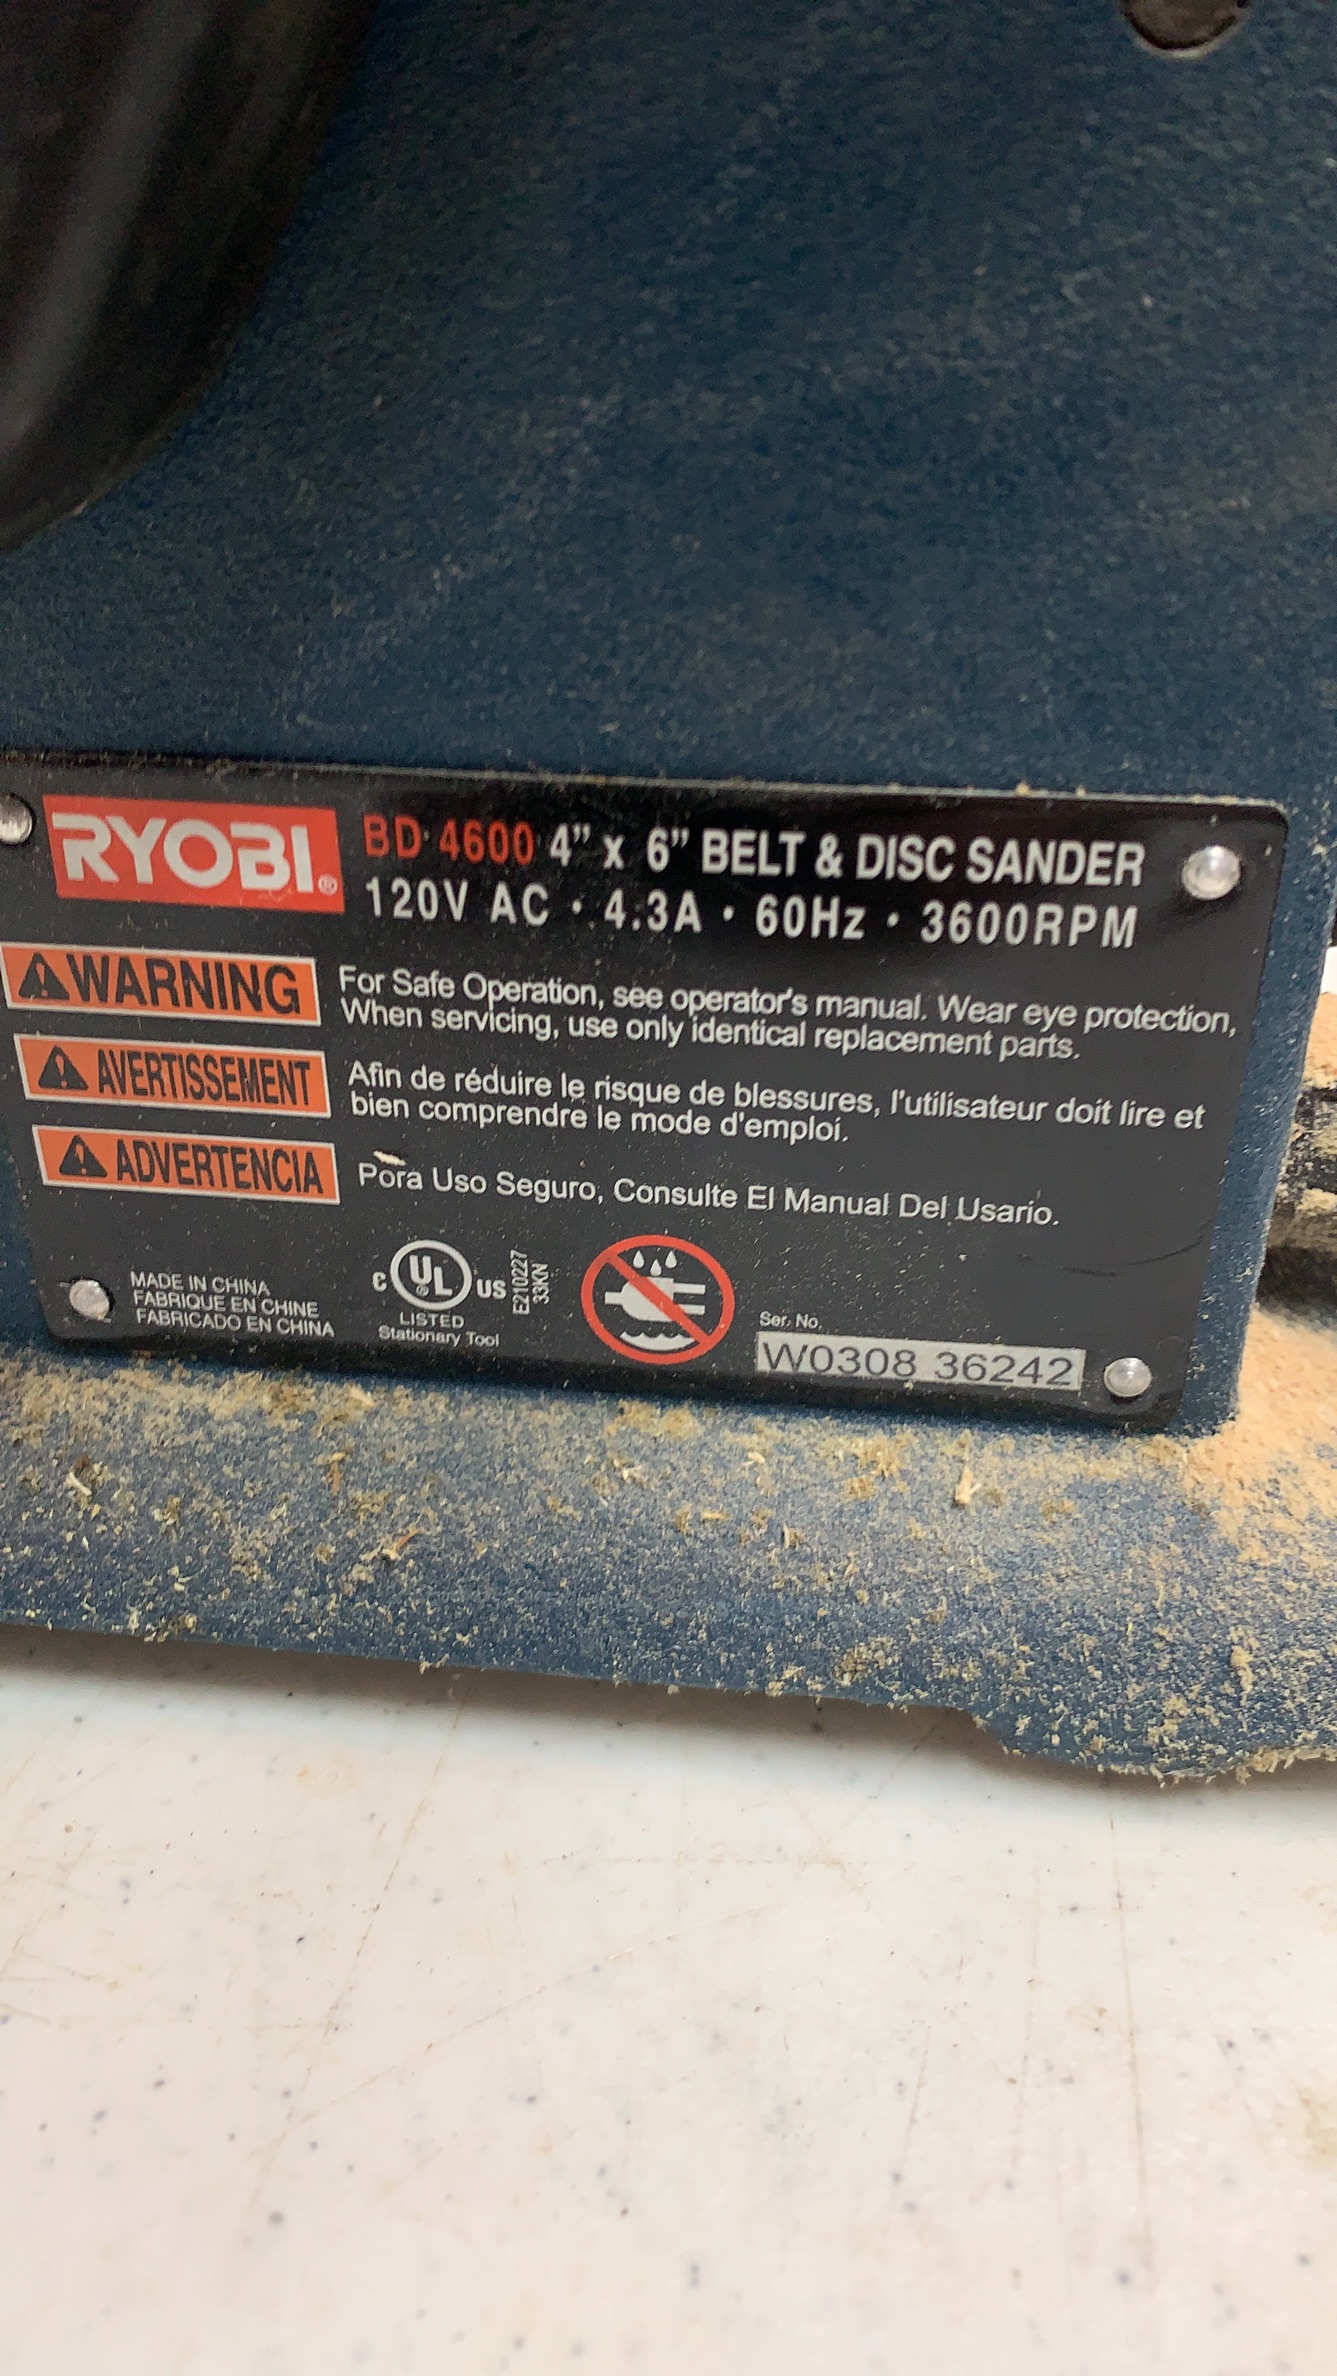 RYOBI® BD 4600 4" x 6" BELT & DISC SANDER
120V AC · 4.3A · 60Hz · 3600RPM
WARNING For Safe Operation, see operator's manual. Wear eye protection,
When servicing, use only identical replacement parts.
AVERTISSEMENT Afin de réduire le risque de blessures, l'utilisateur doit lire et
bien comprendre le mode d'emploi.
ADVERTENCIA Pora Uso Seguro, Consulte El Manual Del Usario.
MADE IN CHINA
FABRIQUE EN CHINE
FABRICADO EN CHINA
C UL® US
LISTED
Stationary Tool
E210227
33KN
Ser. No.
W0308 36242